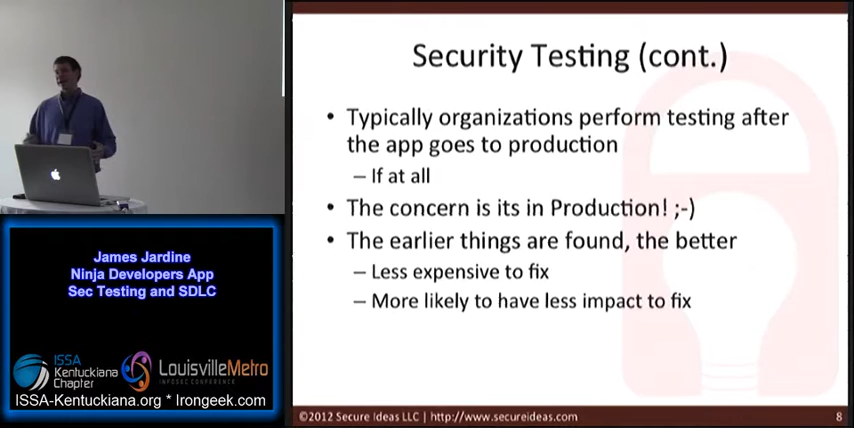 Security Testing (cont.)
• Typically organizations perform testing after
the app goes to production
– If at all
• The concern is its in Production! ;-)
• The earlier things are found, the better
– Less expensive to fix
– More likely to have less impact to fix
©2012 Secure Ideas LLC | http://www.secureideas.com
8
James Jardine
Ninja Developers App
Sec Testing and SDLC
ISSA
Kentuckiana
Chapter
LouisvilleMetro
INFOSEC CONFERENCE
ISSA-Kentuckiana.org * Irongeek.com